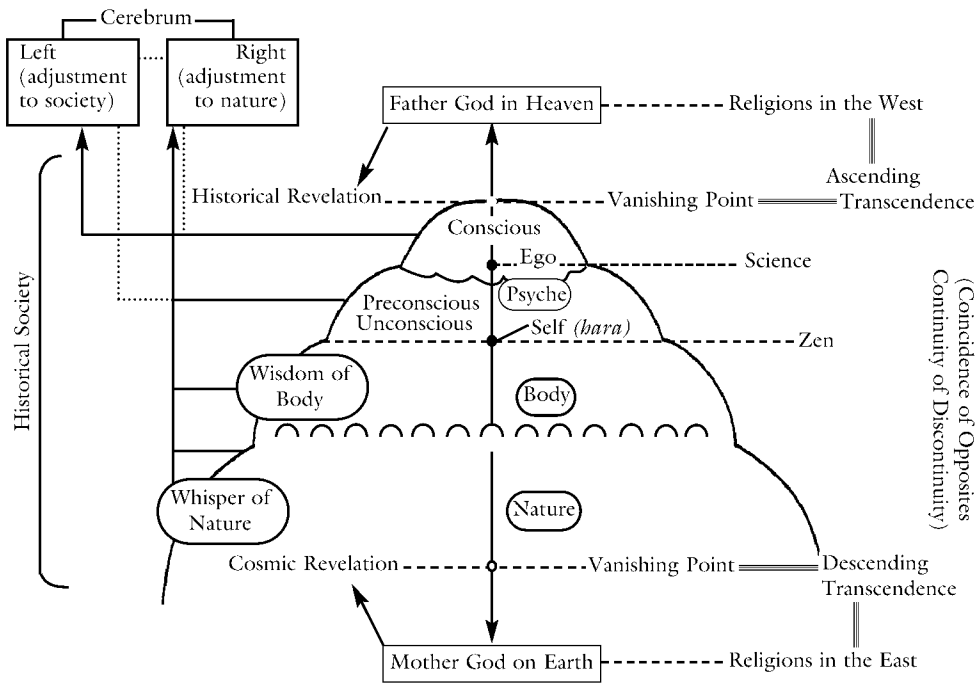 Cerebrum
Left
(adjustment
to society)
Right
(adjustment
to nature)
Father God in Heaven
Religions in the West
Ascending
Transcendence
Historical Revelation
Vanishing Point
Conscious
Ego
Science
Psyche
Preconscious
Unconscious
Self (hara)
Zen
Historical Society
(Coincidence of Opposites
Continuity of Discontinuity)
Wisdom of
Body
Body
Whisper of
Nature
Nature
Cosmic Revelation
Vanishing Point
Descending
Transcendence
Mother God on Earth
Religions in the East